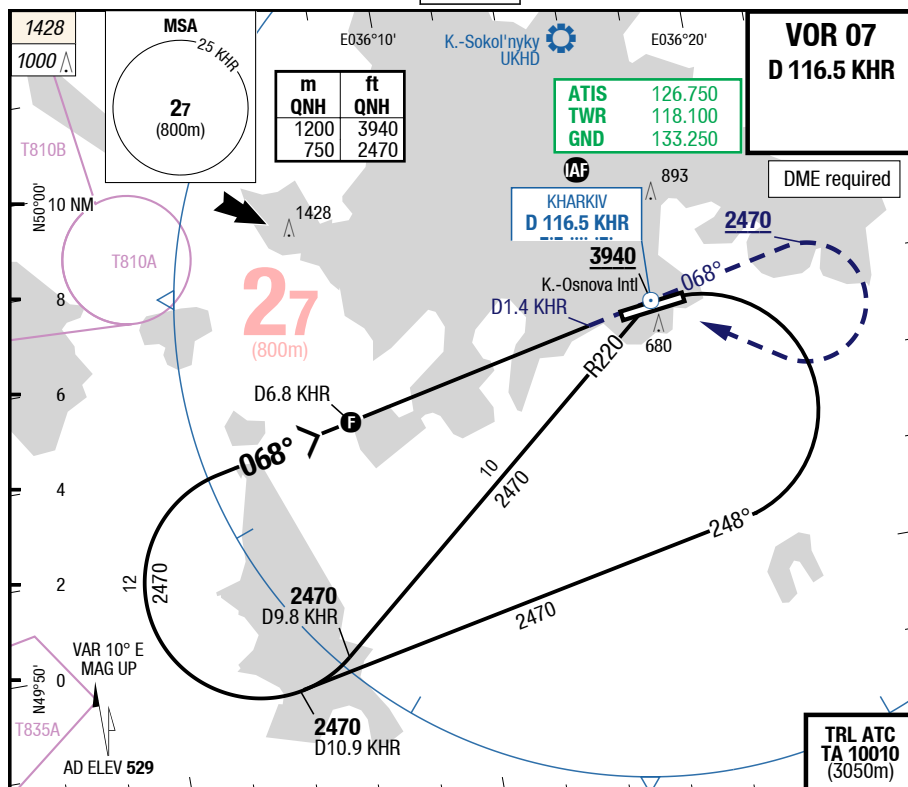 1428
1000
MSA
25 KHR
27
(800m)
m ft
QNH QNH
1200 3940
750 2470
E036°10'
K.-Sokol'nyky
UKHD
E036°20'
VOR 07
D 116.5 KHR
ATIS 126.750
TWR 118.100
GND 133.250
DME required
IAF
893
KHARKIV
D 116.5 KHR
T810B
N50°00'
10 NM
1428
2470
3940
068°
T810A
K.-Osnova Intl
27
(800m)
8
D1.4 KHR
680
R220
6
D6.8 KHR
F
068°
4
10
2470
248°
12
2470
2
2470
D9.8 KHR
2470
VAR 10° E
MAG UP
N49°50'
0
2470
D10.9 KHR
T835A
AD ELEV 529
TRL ATC
TA 10010
(3050m)